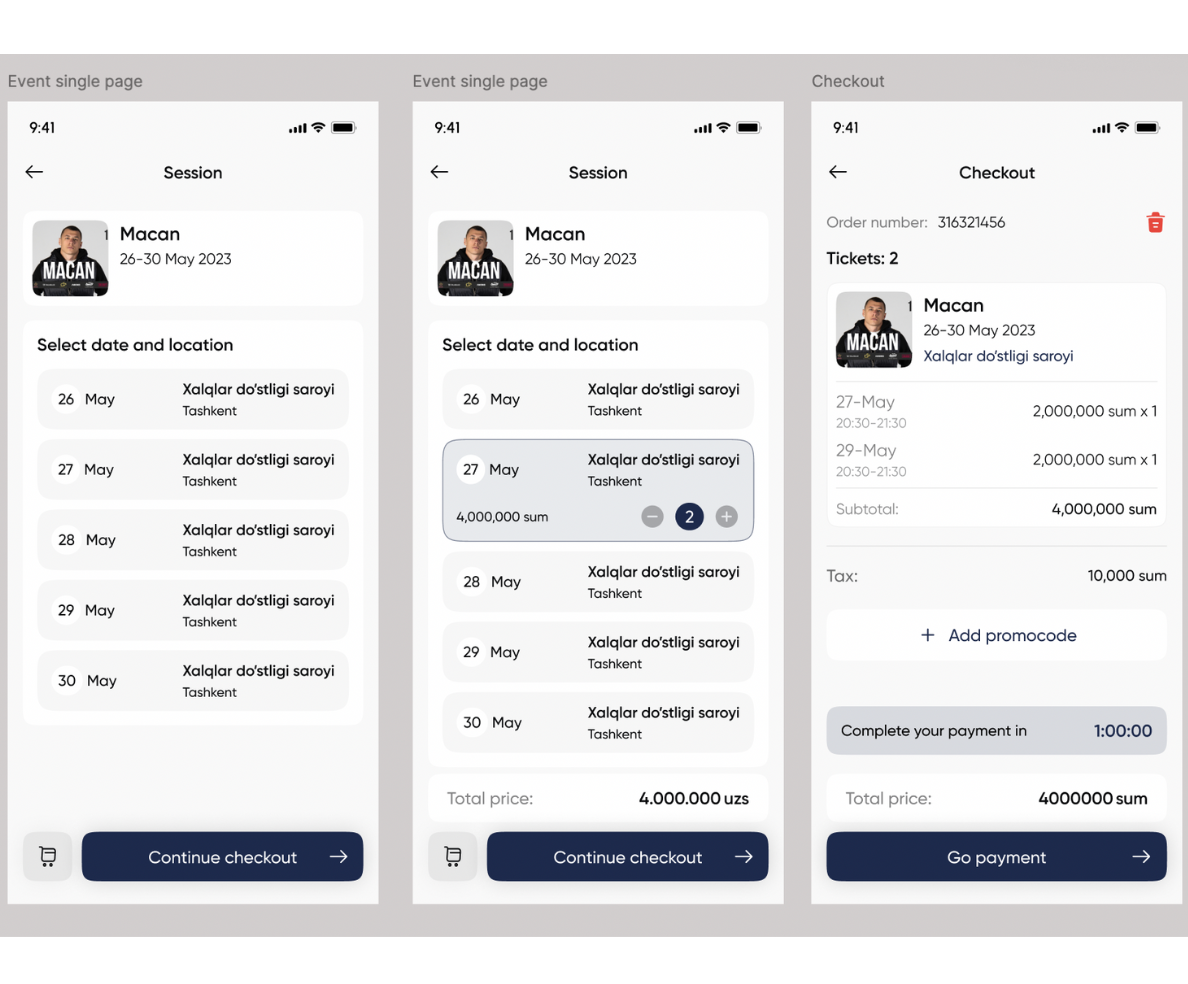 Event single page
9:41
Session
MACAN
1
Macan
26-30 May 2023
Select date and location
26 May
Xalqlar do'stligi saroyi
Tashkent
27 May
Xalqlar do'stligi saroyi
Tashkent
28 May
Xalqlar do'stligi saroyi
Tashkent
29 May
Xalqlar do'stligi saroyi
Tashkent
30 May
Xalqlar do'stligi saroyi
Tashkent
Continue checkout
Event single page
9:41
Session
MACAN
1
Macan
26-30 May 2023
Select date and location
26 May
Xalqlar do'stligi saroyi
Tashkent
27 May
Xalqlar do'stligi saroyi
Tashkent
4,000,000 sum
2
28 May
Xalqlar do'stligi saroyi
Tashkent
29 May
Xalqlar do'stligi saroyi
Tashkent
30 May
Xalqlar do'stligi saroyi
Tashkent
Total price: 4.000.000 uzs
Continue checkout
Checkout
9:41
Checkout
Order number: 316321456
Tickets: 2
MACAN
1
Macan
26-30 May 2023
Xalqlar do'stligi saroyi
27-May
20:30-21:30
2,000,000 sum x 1
29-May
20:30-21:30
2,000,000 sum x 1
Subtotal: 4,000,000 sum
Tax: 10,000 sum
+ Add promocode
Complete your payment in 1:00:00
Total price: 4000000 sum
Go payment